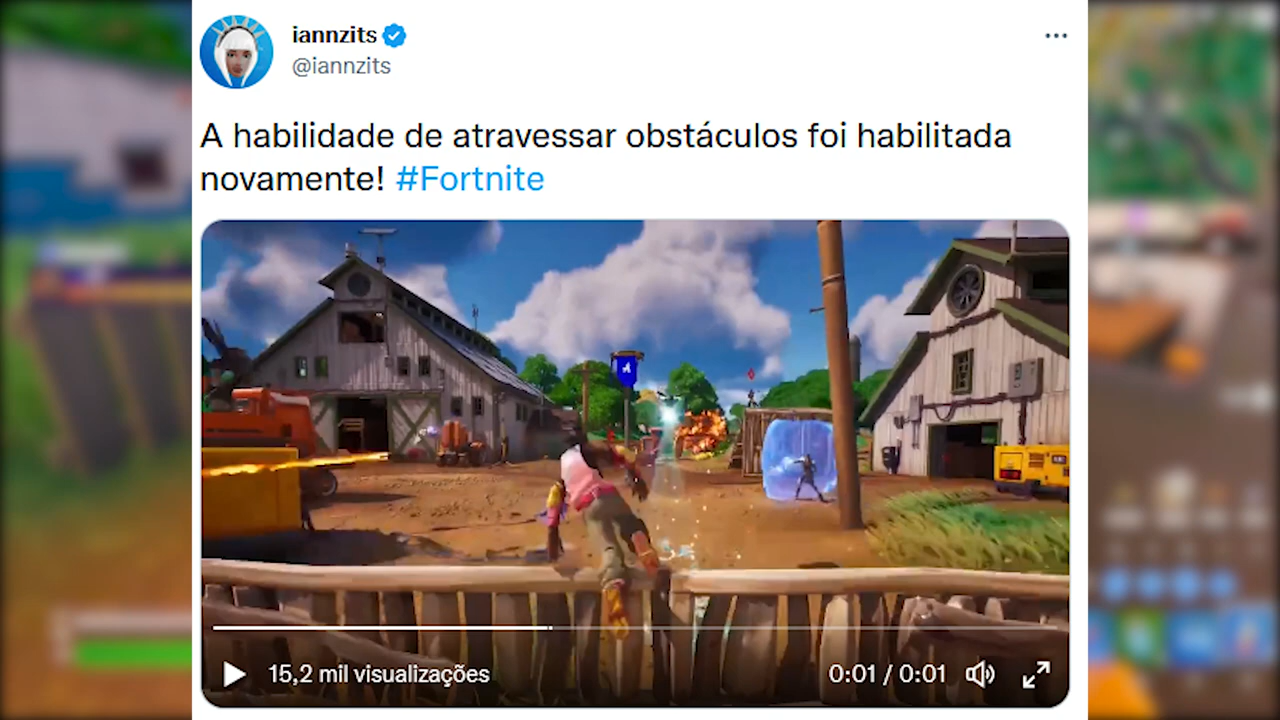 iannzits
@iannzits
A habilidade de atravessar obstáculos foi habilitada
novamente! #Fortnite
15,2 mil visualizações
0:01 / 0:01